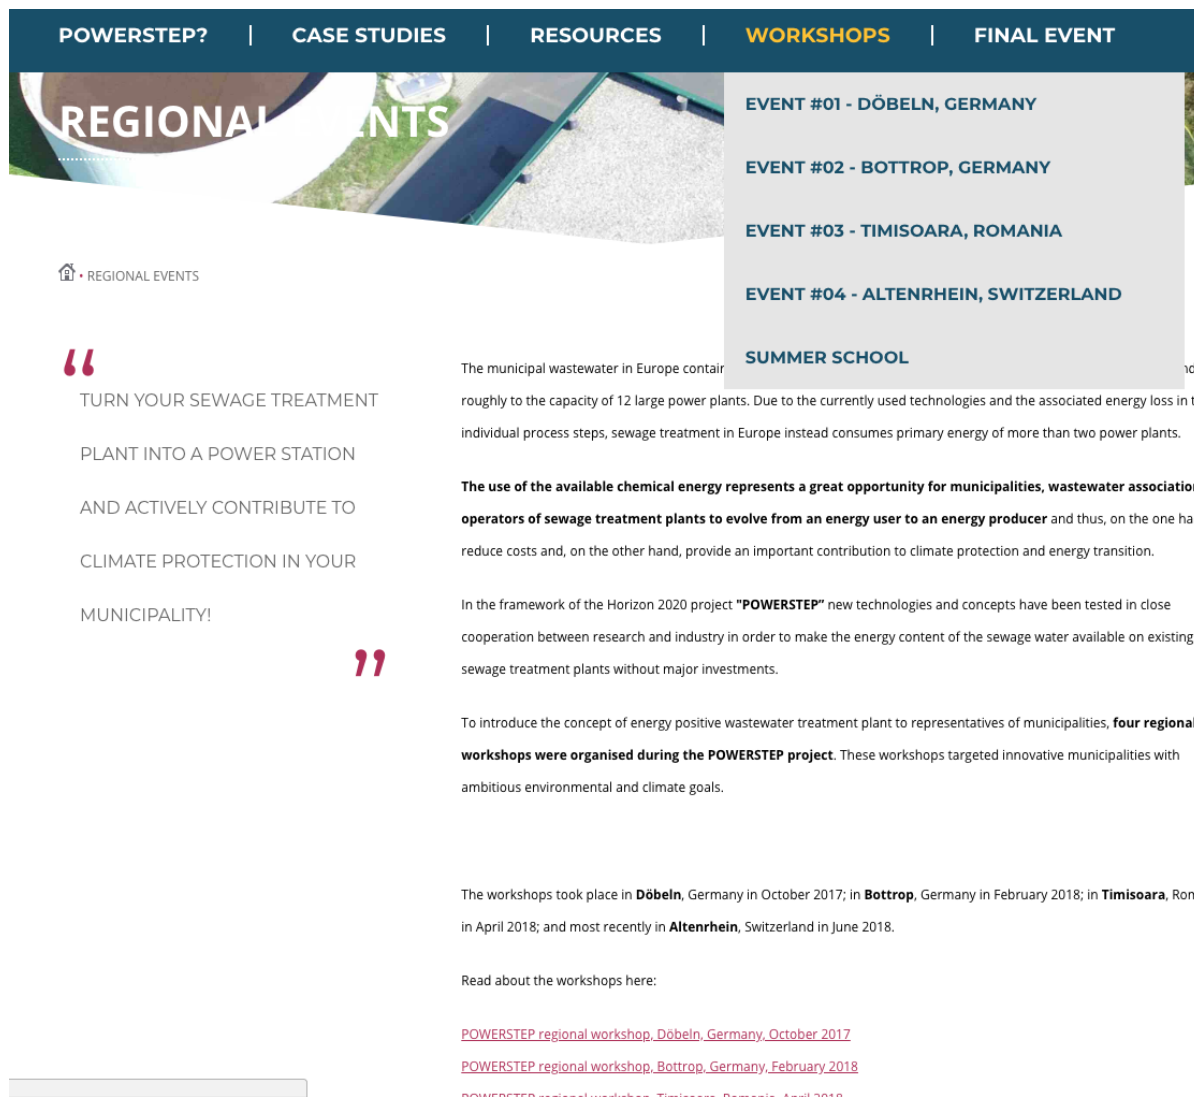 POWERSTEP? | CASE STUDIES | RESOURCES | WORKSHOPS | FINAL EVENT
REGIONAL EVENTS
EVENT #01 - DÖBELN, GERMANY
EVENT #02 - BOTTROP, GERMANY
EVENT #03 - TIMISOARA, ROMANIA
EVENT #04 - ALTENRHEIN, SWITZERLAND
SUMMER SCHOOL
• REGIONAL EVENTS
“
TURN YOUR SEWAGE TREATMENT
PLANT INTO A POWER STATION
AND ACTIVELY CONTRIBUTE TO
CLIMATE PROTECTION IN YOUR
MUNICIPALITY!
”
The municipal wastewater in Europe
roughly to the capacity of 12 large power plants. Due to the currently used technologies and the associated energy loss in
individual process steps, sewage treatment in Europe instead consumes primary energy of more than two power plants.
The use of the available chemical energy represents a great opportunity for municipalities, wastewater
operators of sewage treatment plants to evolve from an energy user to an energy producer and thus, on the one
reduce costs and, on the other hand, provide an important contribution to climate protection and energy transition.
In the framework of the Horizon 2020 project "POWERSTEP” new technologies and concepts have been tested in close
cooperation between research and industry in order to make the energy content of the sewage water available on existing
sewage treatment plants without major investments.
To introduce the concept of energy positive wastewater treatment plant to representatives of municipalities, four regional
workshops were organised during the POWERSTEP project. These workshops targeted innovative municipalities with
ambitious environmental and climate goals.
The workshops took place in Döbeln, Germany in October 2017; in Bottrop, Germany in February 2018; in Timisoara,
in April 2018; and most recently in Altenrhein, Switzerland in June 2018.
Read about the workshops here:
POWERSTEP regional workshop, Döbeln, Germany, October 2017
POWERSTEP regional workshop, Bottrop, Germany, February 2018
POWERSTEP regional workshop, Timisoara, Romania, April 2018